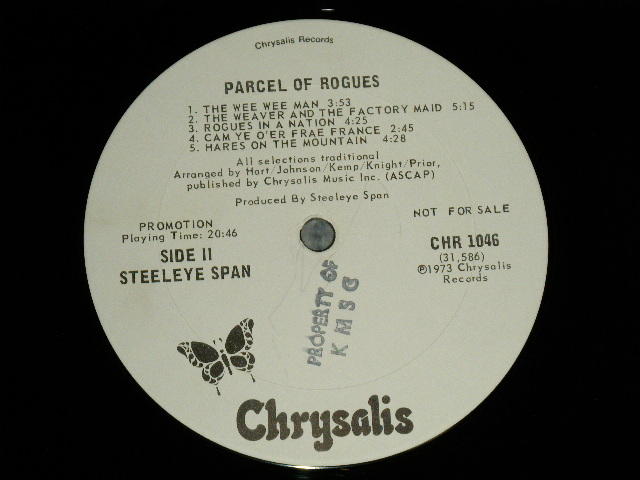 Chrysalis Records
PARCEL OF ROGUES
1. THE WEE WEE MAN 3:53
2. THE WEAVER AND THE FACTORY MAID 5:15
3. ROGUES IN A NATION 4:25
4. CAM YE O'ER FRAE FRANCE 2:45
5. HARES ON THE MOUNTAIN 4:28
All selections traditional
Arranged by Hart/Johnson/Kemp/Knight/Prior,
published by Chrysalis Music Inc. (ASCAP)
Produced By Steeleye Span
PROMOTION
Playing Time: 20:46
SIDE II
STEELEYE SPAN
NOT FOR SALE
CHR 1046
(31,586)
℗1973 Chrysalis
Records
PROPERTY OF
KMSC
Chrysalis